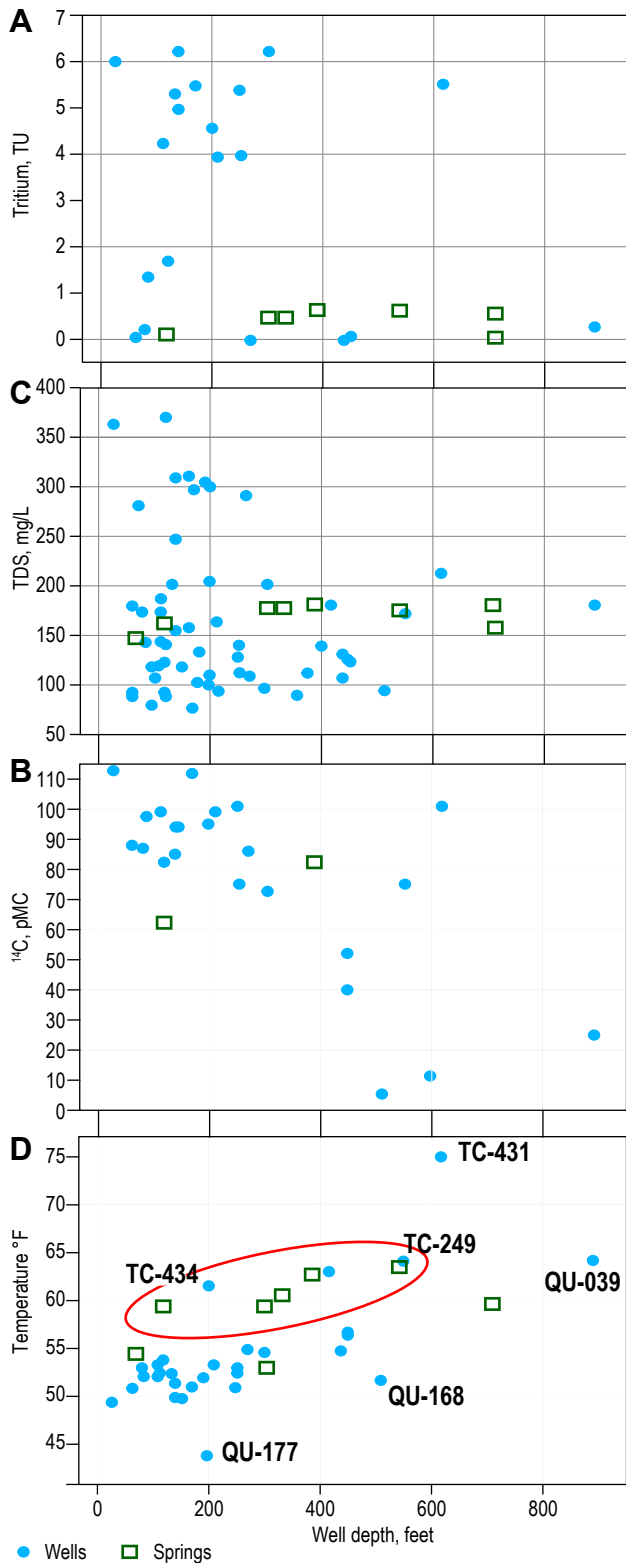 A
7
6
5
4
3
2
1
0
Tritium, TU
C
400
350
300
250
200
150
100
50
TDS, mg/L
B
110
100
90
80
70
60
50
40
30
20
10
0
¹⁴C, pMC
D
75
70
65
60
55
50
45
Temperature °F
TC-431
TC-249
TC-434
QU-039
QU-168
QU-177
0 200 400 600 800
Well depth, feet
Wells Springs